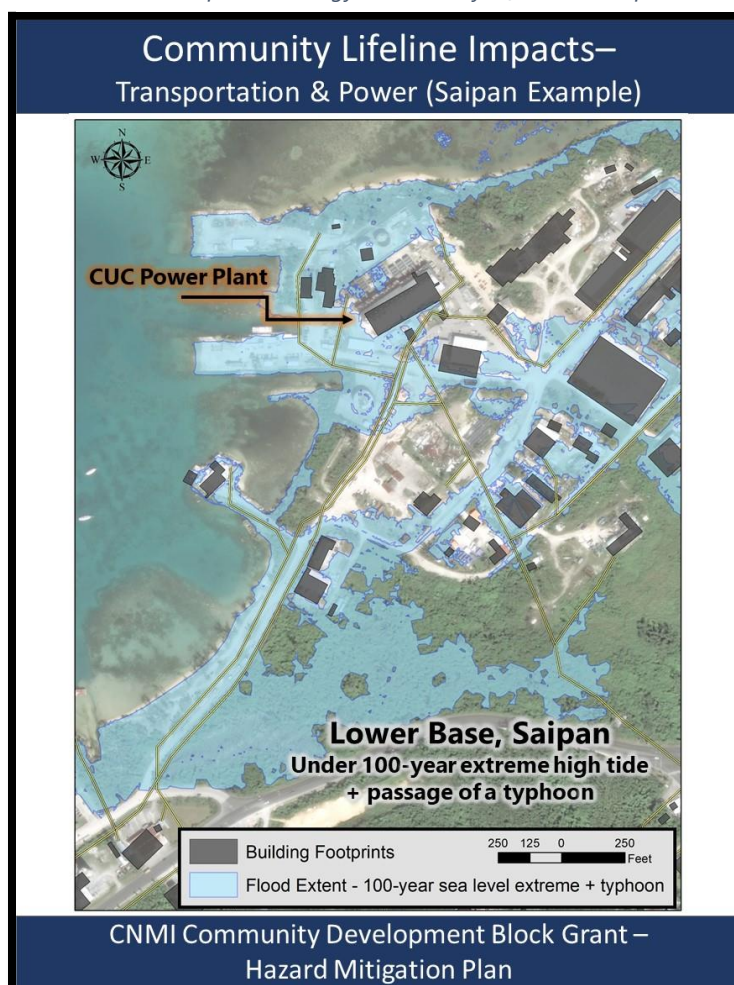 Community Lifeline Impacts–
Transportation & Power (Saipan Example)
N
W E
S
CUC Power Plant
Lower Base, Saipan
Under 100-year extreme high tide
+ passage of a typhoon
250 125 0 250
Feet
Building Footprints
Flood Extent - 100-year sea level extreme + typhoon
CNMI Community Development Block Grant –
Hazard Mitigation Plan